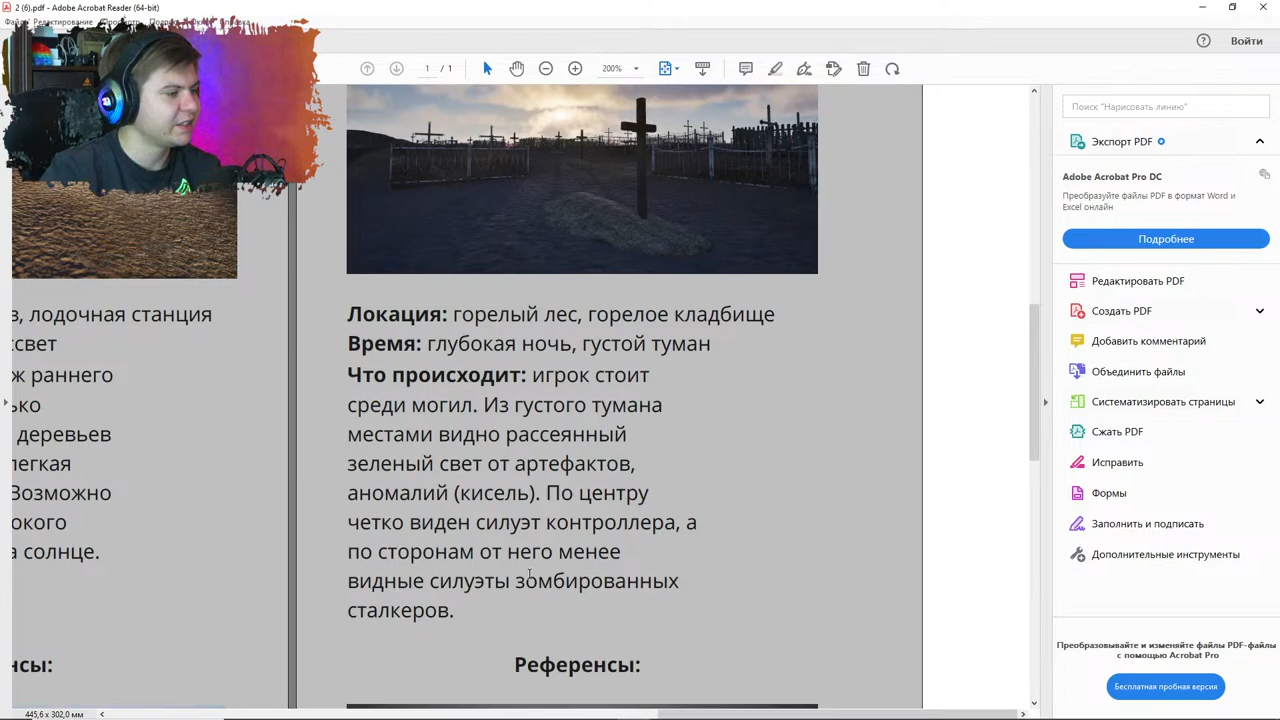 2 (6).pdf - Adobe Acrobat Reader (64-bit)
Файл Редактирование Просмотр
1 / 1
200%
Войти
Поиск "Нарисовать линию"
Экспорт PDF
Adobe Acrobat Pro DC
Преобразуйте файлы PDF в формат Word и
Excel онлайн
Подробнее
Редактировать PDF
Создать PDF
Добавить комментарий
Объединить файлы
Систематизировать страницы
Сжать PDF
Исправить
Формы
Заполнить и подписать
Дополнительные инструменты
Преобразовывайте и изменяйте файлы PDF-файлы
с помощью Acrobat Pro
Бесплатная пробная версия
в, лодочная станция
ссвет
ж раннего
ько
деревьев
легкая
Возможно
окого
а солнце.
нсы:
Локация: горелый лес, горелое кладбище
Время: глубокая ночь, густой туман
Что происходит: игрок стоит
среди могил. Из густого тумана
местами видно рассеянный
зеленый свет от артефактов,
аномалий (кисель). По центру
четко виден силуэт контроллера, а
по сторонам от него менее
видные силуэты зомбированных
сталкеров.
Референсы:
445,6 x 302,0 мм